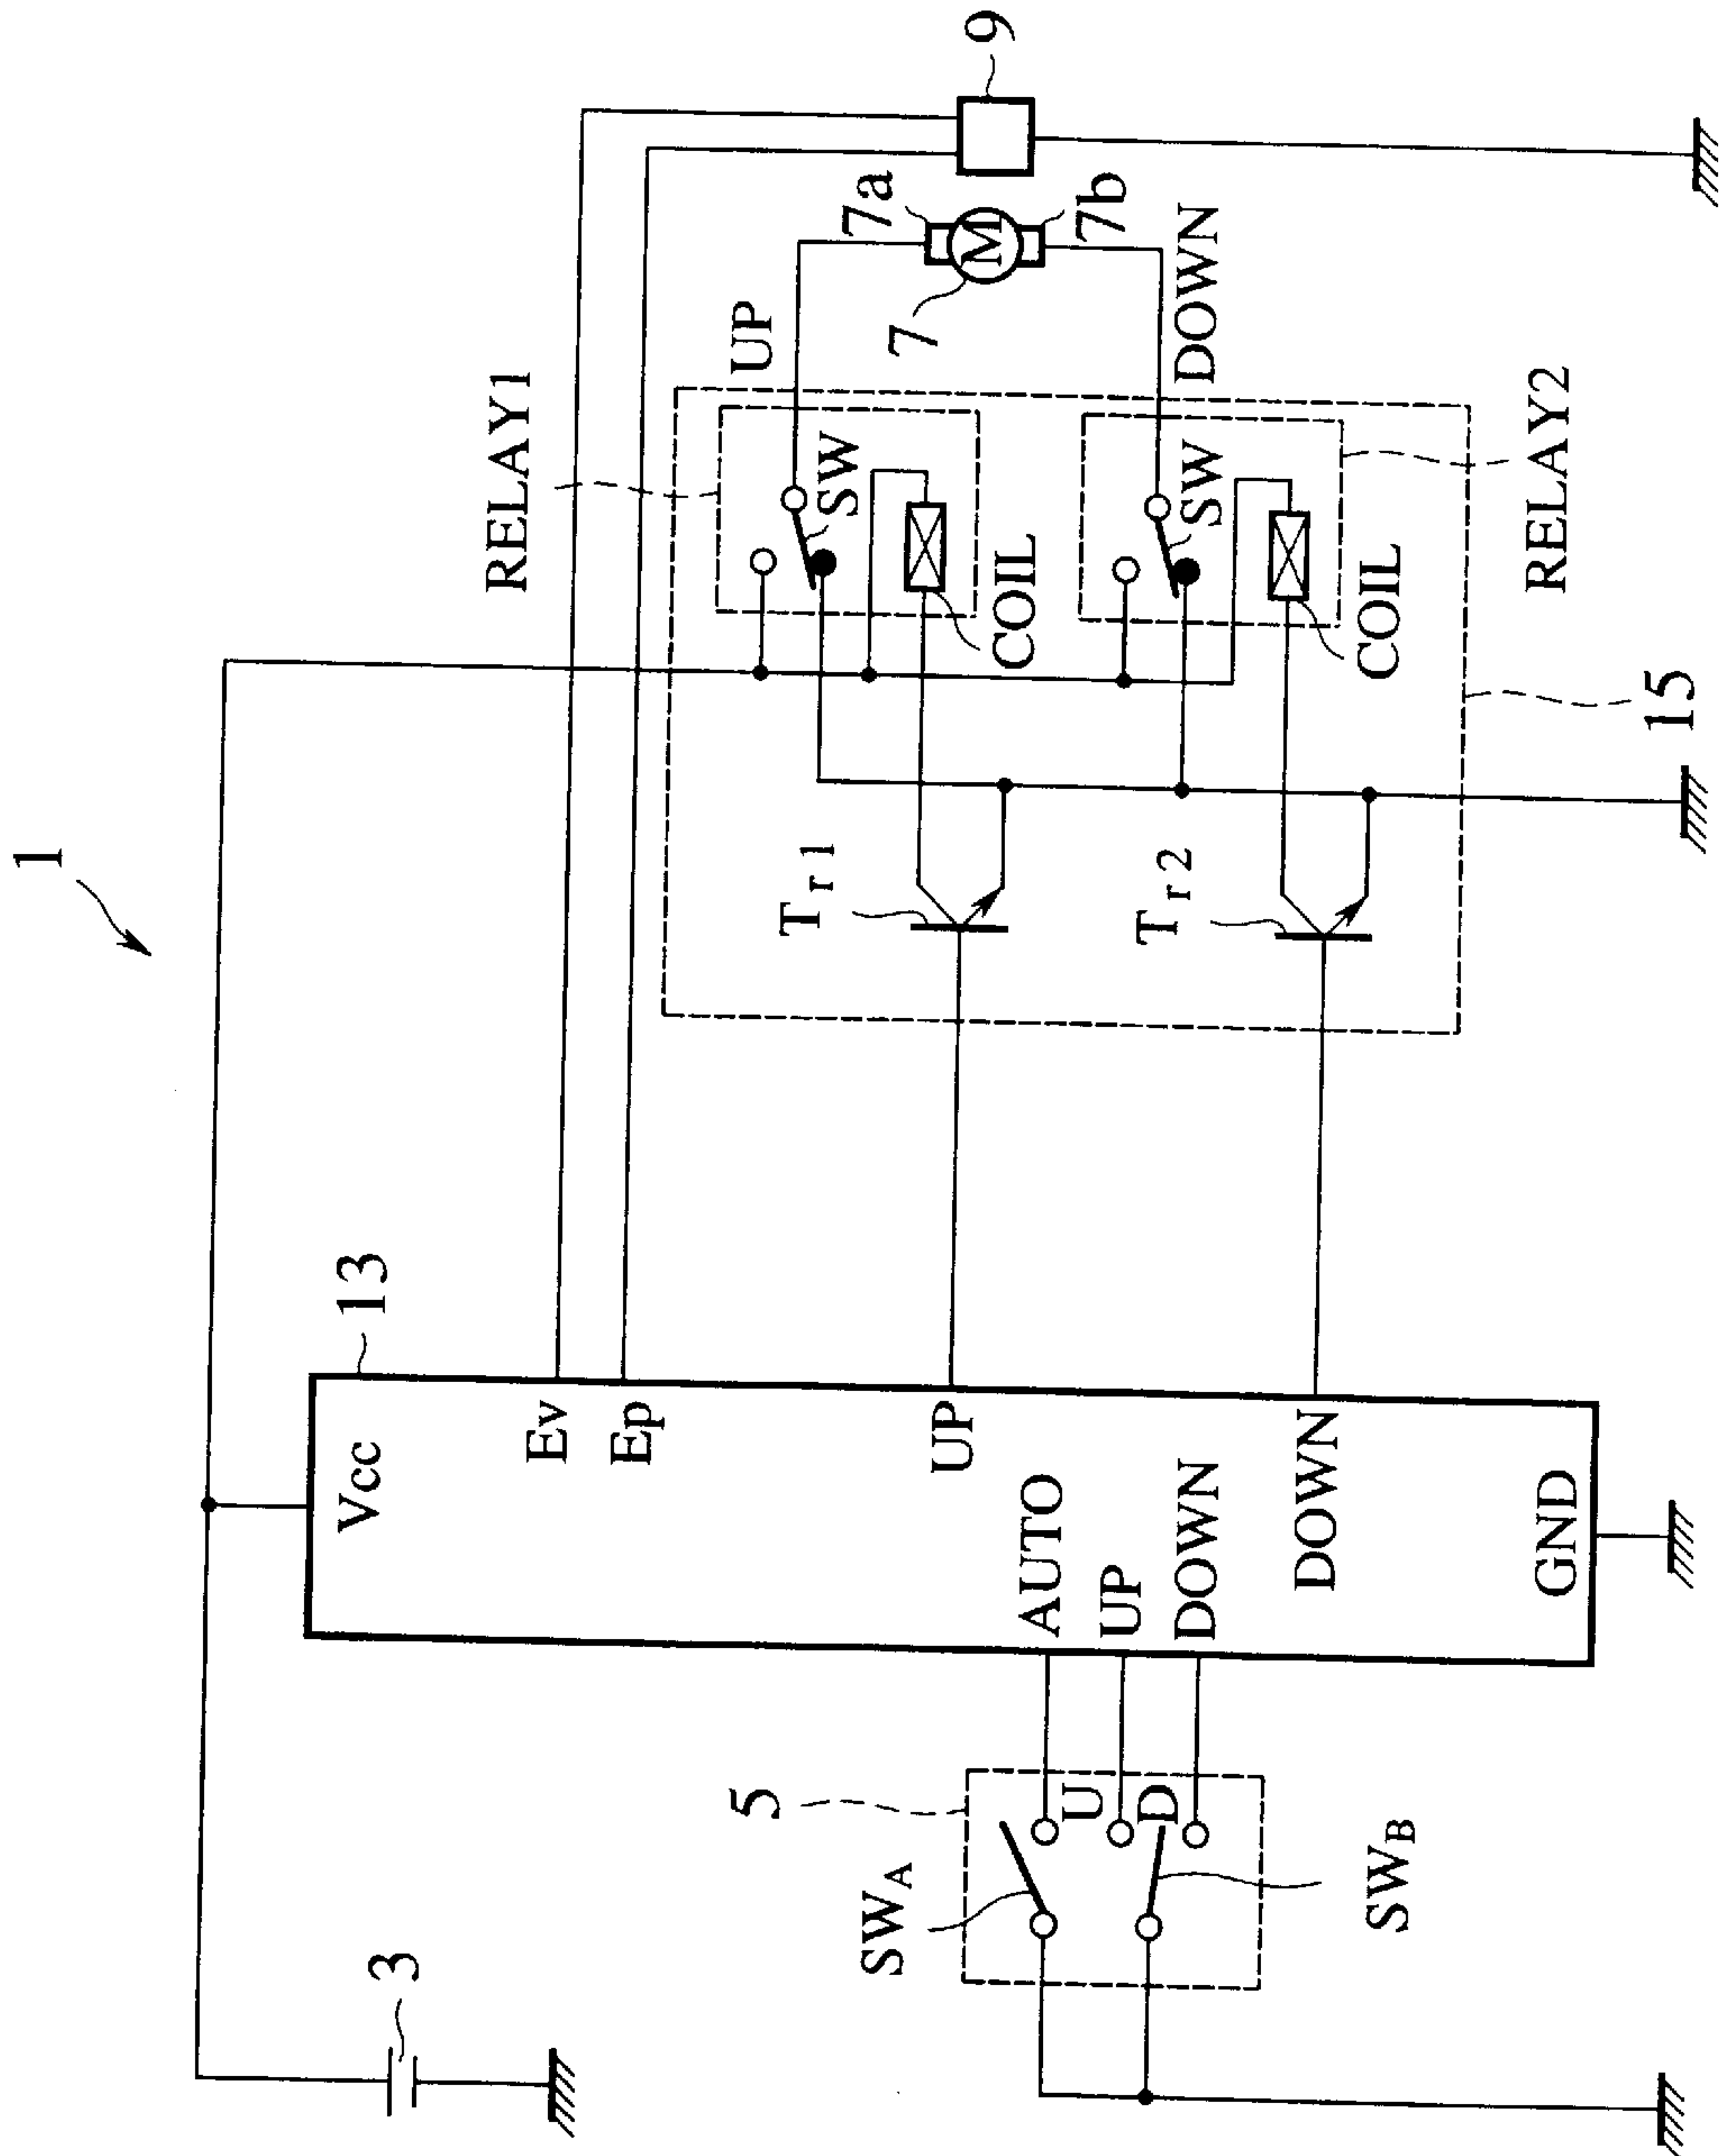 1
3
13
Vcc
Ev
Ep
UP
AUTO
UP
DOWN
DOWN
GND
5
SWA
U
D
SWB
RELAY1
UP
SW
COIL
Tr1
Tr2
DOWN
SW
COIL
RELAY2
15
7
7a
M
7b
9